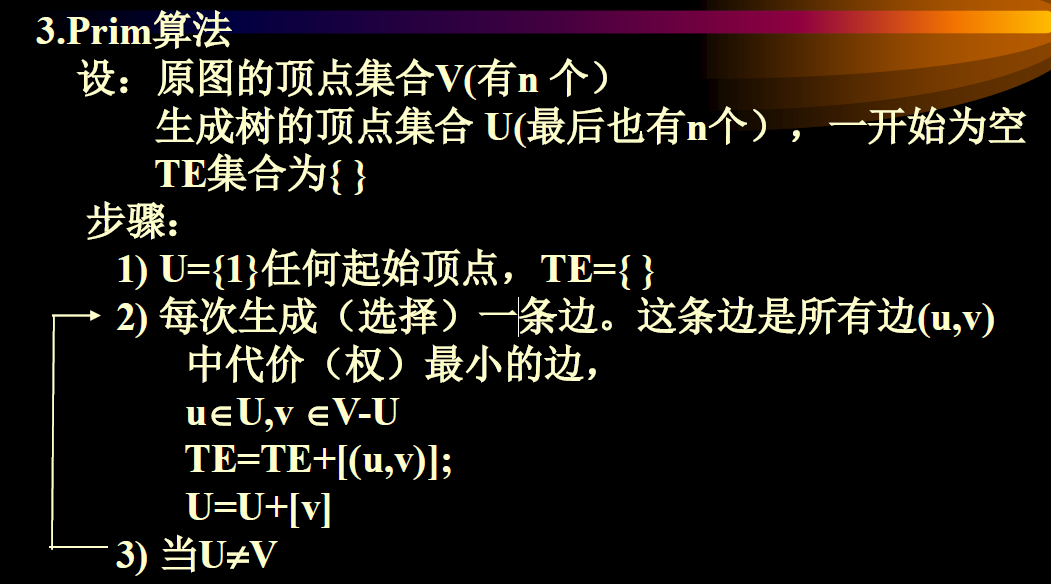 3.Prim算法
设：原图的顶点集合V(有n 个）
生成树的顶点集合 U(最后也有n个），一开始为空
TE集合为{ }
步骤：
1) U={1}任何起始顶点，TE={ }
2) 每次生成（选择）一条边。这条边是所有边(u,v)
中代价（权）最小的边，
u∈U,v ∈V-U
TE=TE+[(u,v)];
U=U+[v]
3) 当U≠V